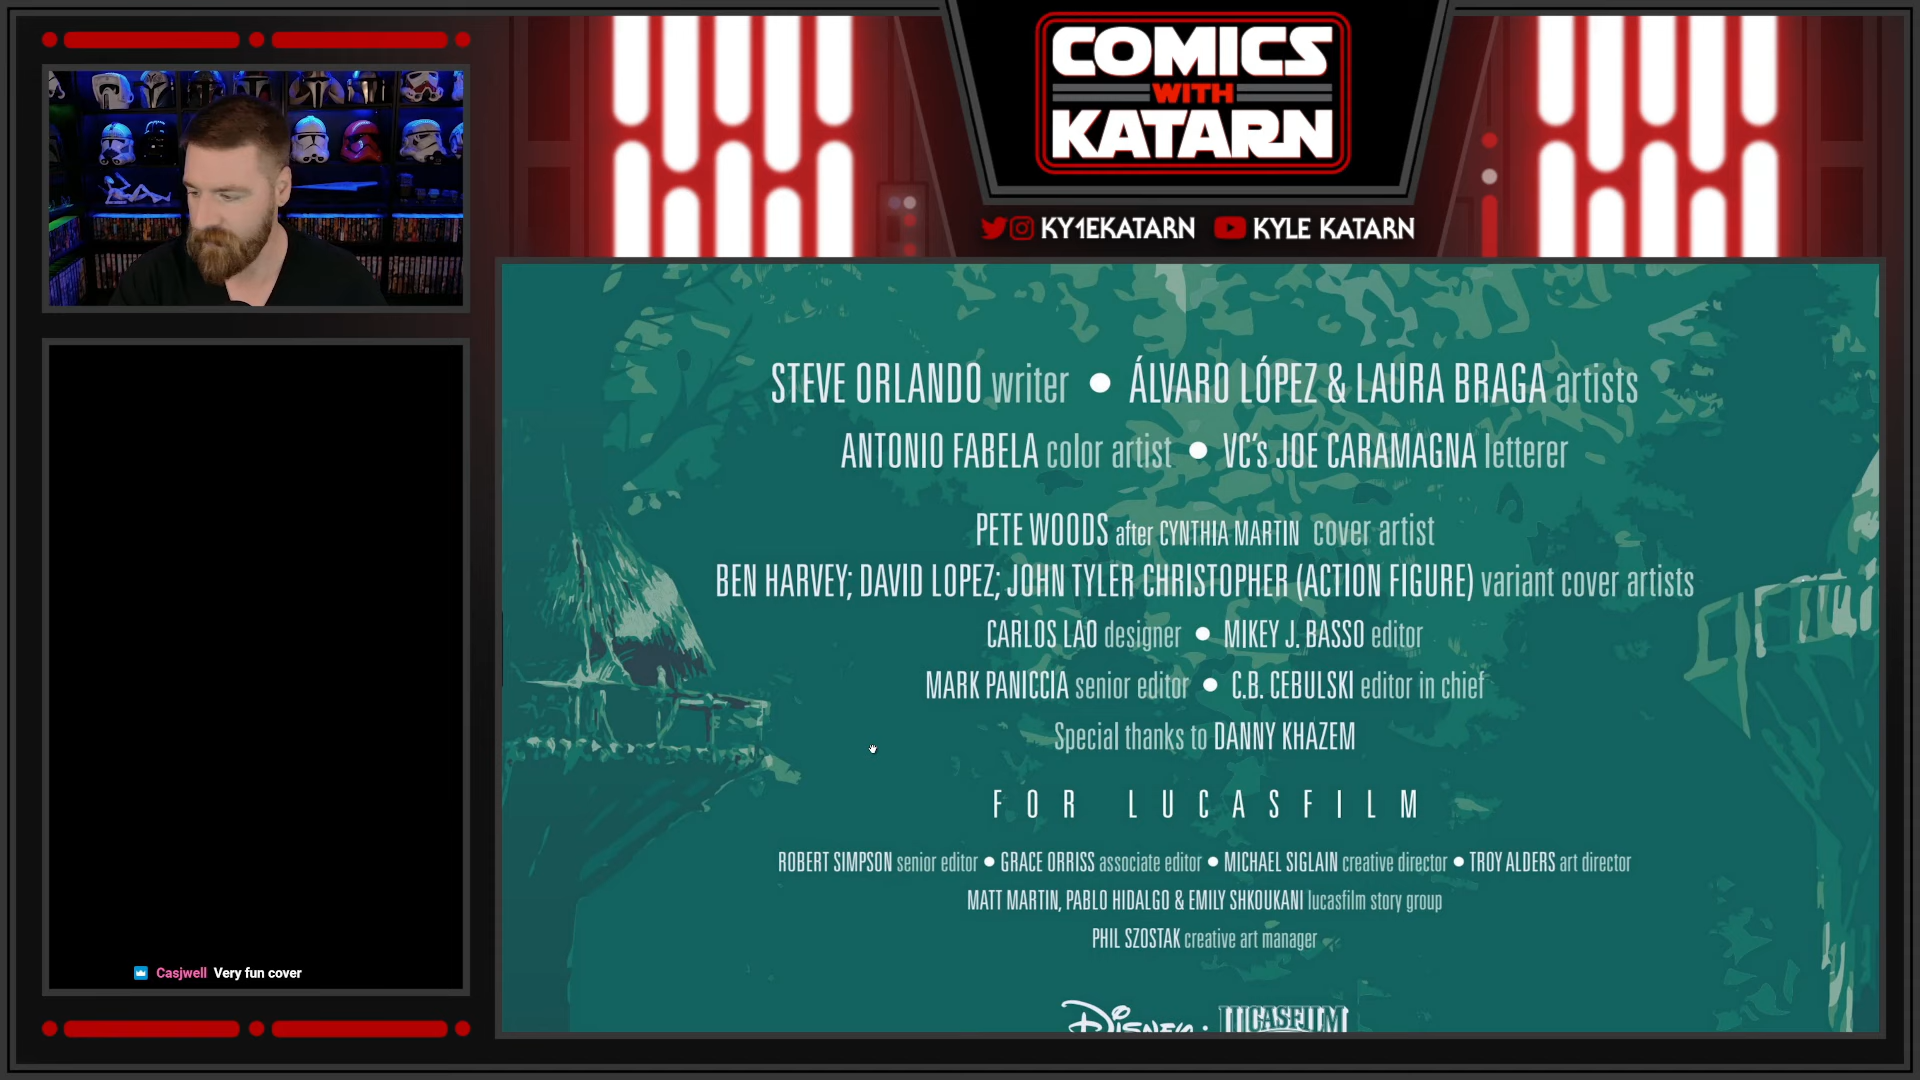 COMICS
WITH
KATARN
KY1EKATARN KYLE KATARN
STEVE ORLANDO writer • ÁLVARO LÓPEZ & LAURA BRAGA artists
ANTONIO FABELA color artist • VC's JOE CARAMAGNA letterer
PETE WOODS after CYNTHIA MARTIN cover artist
BEN HARVEY; DAVID LOPEZ; JOHN TYLER CHRISTOPHER (ACTION FIGURE) variant cover artists
CARLOS LAO designer • MIKEY J. BASSO editor
MARK PANICCIA senior editor • C.B. CEBULSKI editor in chief
Special thanks to DANNY KHAZEM
FOR LUCASFILM
ROBERT SIMPSON senior editor • GRACE ORRISS associate editor • MICHAEL SIGLAIN creative director • TROY ALDERS art director
MATT MARTIN, PABLO HIDALGO & EMILY SHKOUKANI lucasfilm story group
PHIL SZOSTAK creative art manager
DISNEY • LUCASFILM
Casjwell Very fun cover